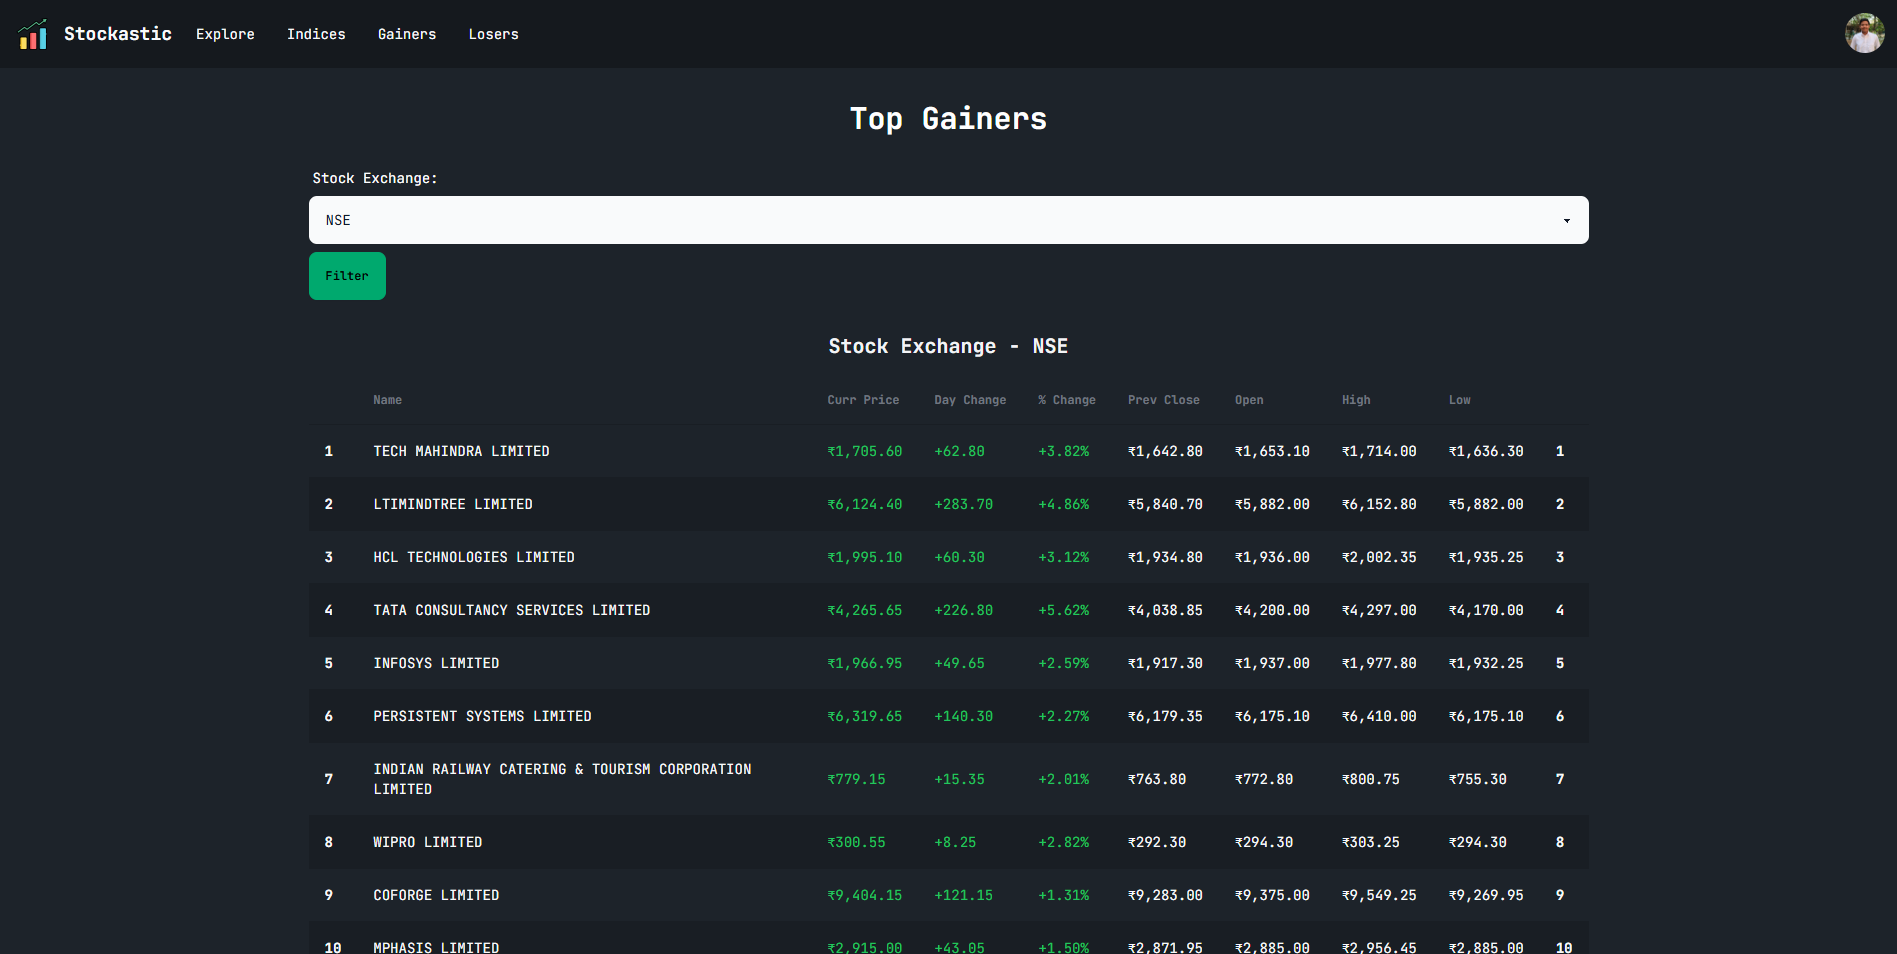 Stockastic Explore Indices Gainers Losers
Top Gainers
Stock Exchange:
NSE
Filter
Stock Exchange - NSE
Name Curr Price Day Change % Change Prev Close Open High Low
1 TECH MAHINDRA LIMITED ₹1,705.60 +62.80 +3.82% ₹1,642.80 ₹1,653.10 ₹1,714.00 ₹1,636.30 1
2 LTIMINDTREE LIMITED ₹6,124.40 +283.70 +4.86% ₹5,840.70 ₹5,882.00 ₹6,152.80 ₹5,882.00 2
3 HCL TECHNOLOGIES LIMITED ₹1,995.10 +60.30 +3.12% ₹1,934.80 ₹1,936.00 ₹2,002.35 ₹1,935.25 3
4 TATA CONSULTANCY SERVICES LIMITED ₹4,265.65 +226.80 +5.62% ₹4,038.85 ₹4,200.00 ₹4,297.00 ₹4,170.00 4
5 INFOSYS LIMITED ₹1,966.95 +49.65 +2.59% ₹1,917.30 ₹1,937.00 ₹1,977.80 ₹1,932.25 5
6 PERSISTENT SYSTEMS LIMITED ₹6,319.65 +140.30 +2.27% ₹6,179.35 ₹6,175.10 ₹6,410.00 ₹6,175.10 6
7 INDIAN RAILWAY CATERING & TOURISM CORPORATION
LIMITED ₹779.15 +15.35 +2.01% ₹763.80 ₹772.80 ₹800.75 ₹755.30 7
8 WIPRO LIMITED ₹300.55 +8.25 +2.82% ₹292.30 ₹294.30 ₹303.25 ₹294.30 8
9 COFORGE LIMITED ₹9,404.15 +121.15 +1.31% ₹9,283.00 ₹9,375.00 ₹9,549.25 ₹9,269.95 9
10 MPHASIS LIMITED ₹2,915.00 +43.05 +1.50% ₹2,871.95 ₹2,885.00 ₹2,956.45 ₹2,885.00 10